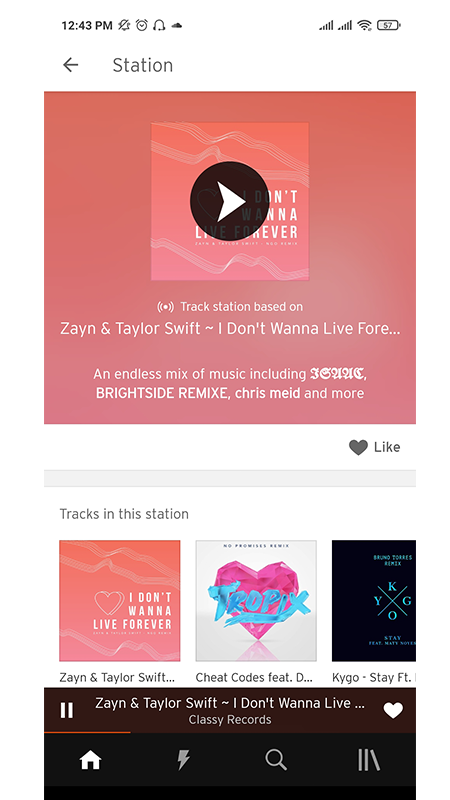 12:43 PM
57
Station
I DON'T
WANNA
LIVE FOREVER
ZAYN & TAYLOR SWIFT - NGO REMIX
Track station based on
Zayn & Taylor Swift ~ I Don't Wanna Live Fore...
An endless mix of music including 𝕴𝕾𝕬𝕬𝕮,
BRIGHTSIDE REMIXE, chris meid and more
Like
Tracks in this station
I DON'T
WANNA
LIVE FOREVER
ZAYN & TAYLOR SWIFT - NGO REMIX
NO PROMISES REMIX
TROPIX
BRUNO TORRES
REMIX
K
Y G
O
STAY
FEAT. MATY NOYE
Zayn & Taylor Swift...
Cheat Codes feat. D...
Kygo - Stay Ft.
Zayn & Taylor Swift ~ I Don't Wanna Live ...
Classy Records